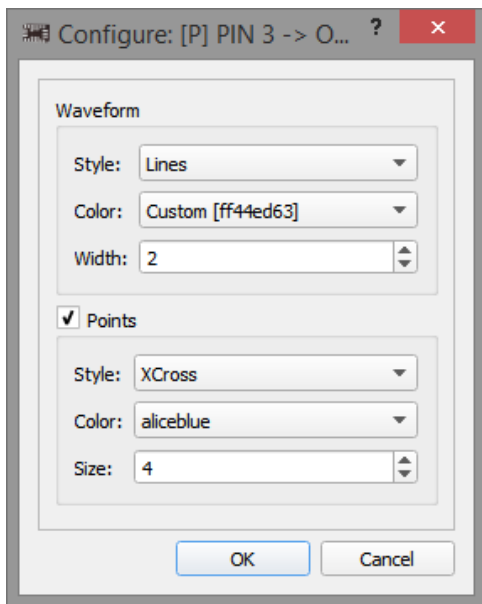 Configure: [P] PIN 3 -> O... ?
Waveform
Style: Lines
Color: Custom [ff44ed63]
Width: 2
Points
Style: XCross
Color: aliceblue
Size: 4
OK Cancel